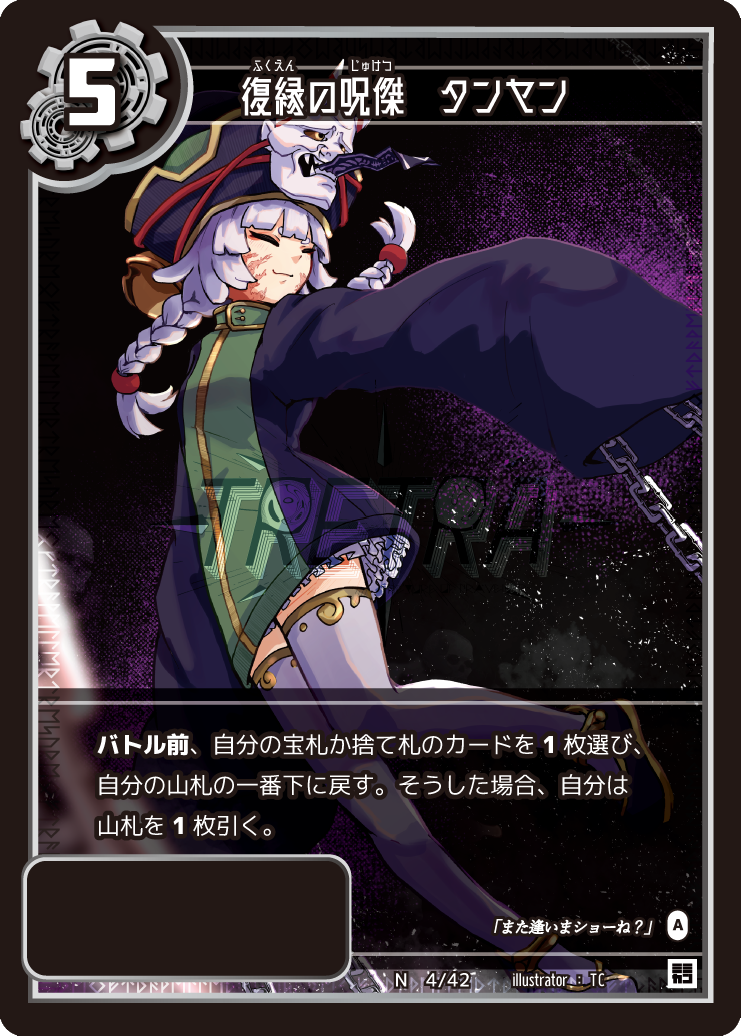 5
ふくえん じゅけつ
復縁の呪傑 タンヤン
TRETRA
バトル前、自分の宝札か捨て札のカードを1枚選び、
自分の山札の一番下に戻す。そうした場合、自分は
山札を1枚引く。
「また逢いまショーね？」 A
N 4/42 illustrator : TC